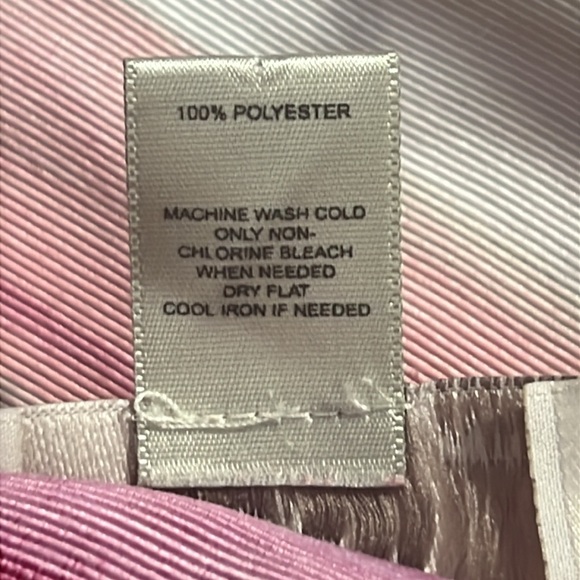 100% POLYESTER
MACHINE WASH COLD
ONLY NON-
CHLORINE BLEACH
WHEN NEEDED
DRY FLAT
COOL IRON IF NEEDED